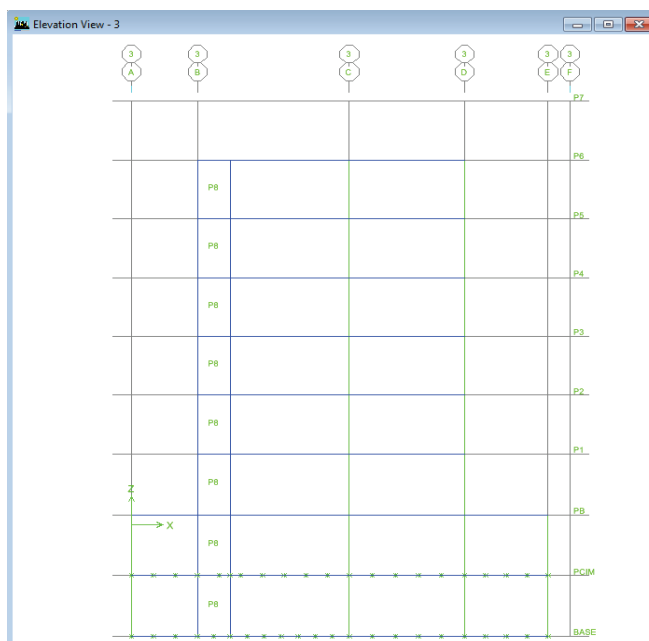 Elevation View - 3
3 3 3 3 3 3
A B C D E F
P7
P6
P8
P5
P8
P4
P8
P3
P8
P2
P8
P1
P8
Z
X
PB
P8
PCIM
P8
BASE